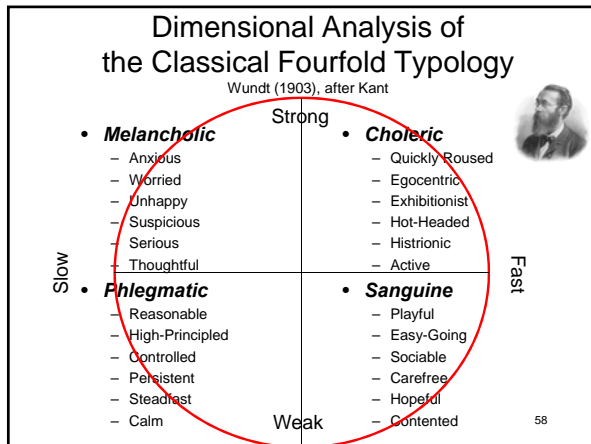 Dimensional Analysis of
the Classical Fourfold Typology
Wundt (1903), after Kant
Strong
• Melancholic
– Anxious
– Worried
– Unhappy
– Suspicious
– Serious
– Thoughtful
• Choleric
– Quickly Roused
– Egocentric
– Exhibitionist
– Hot-Headed
– Histrionic
– Active
Slow
Fast
• Phlegmatic
– Reasonable
– High-Principled
– Controlled
– Persistent
– Steadfast
– Calm
• Sanguine
– Playful
– Easy-Going
– Sociable
– Carefree
– Hopeful
– Contented
Weak
58